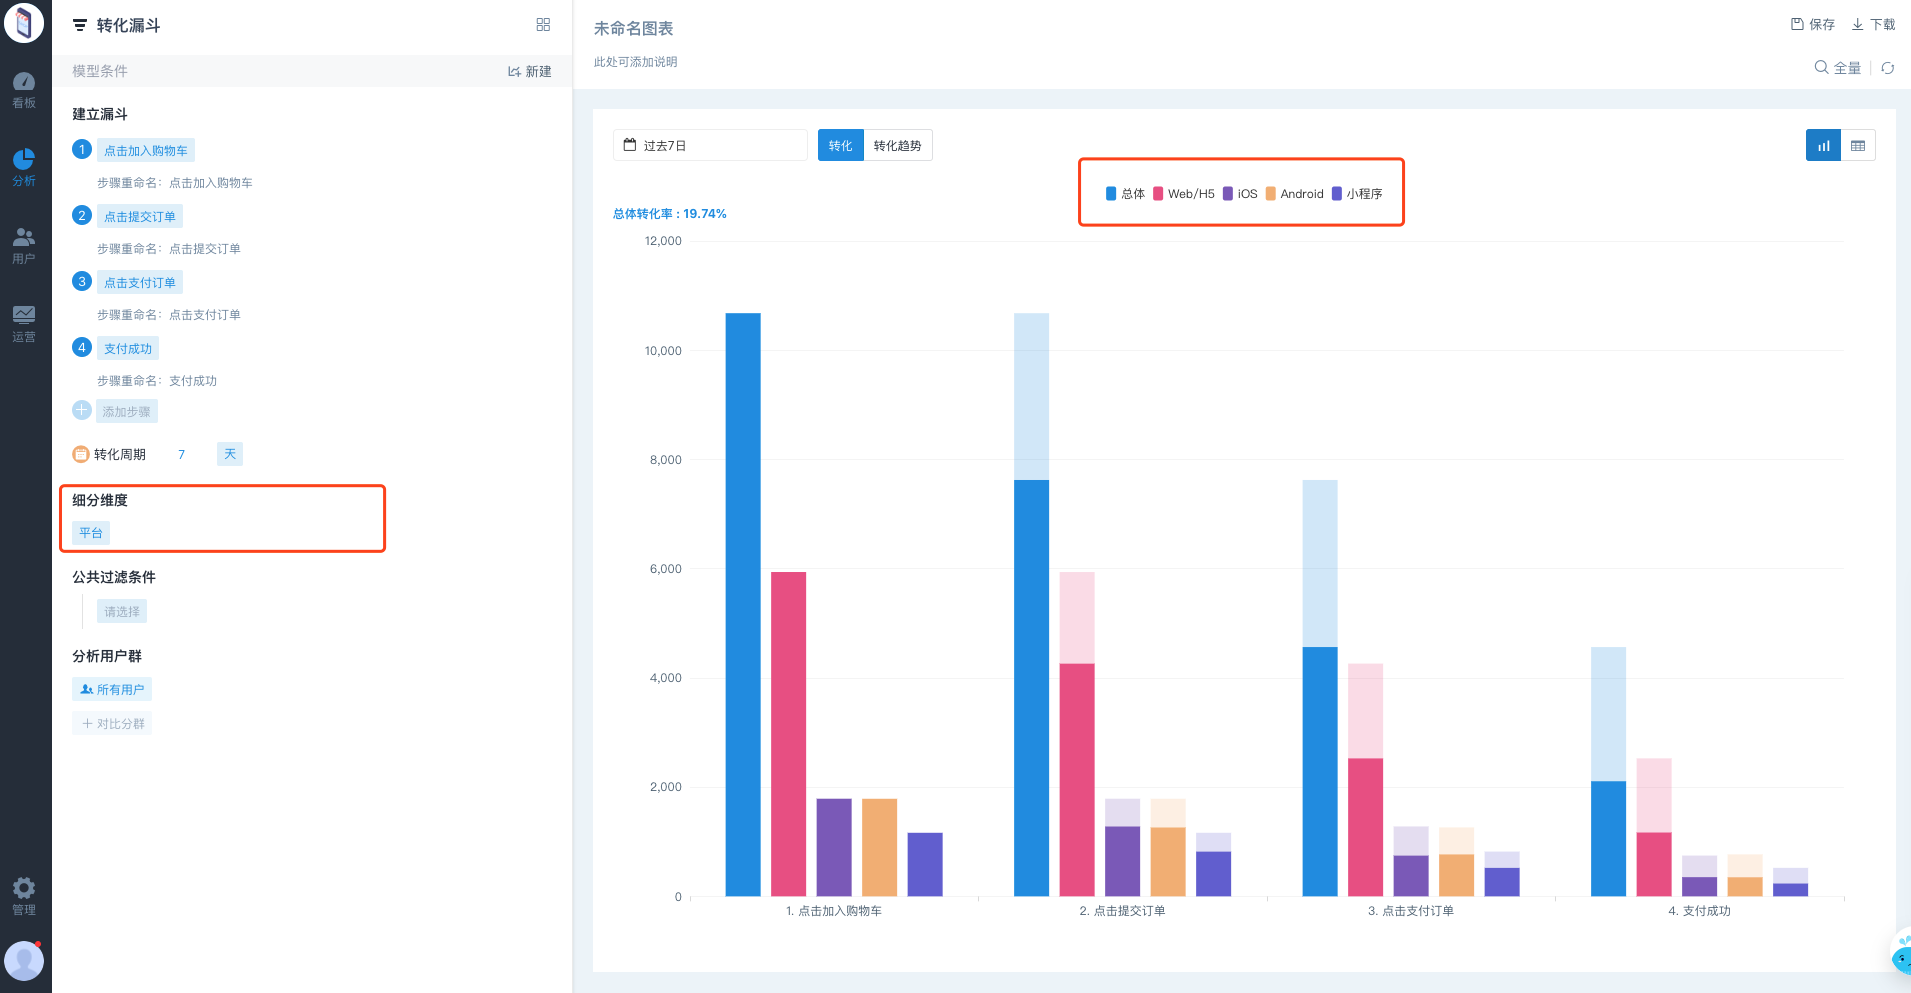 看板
分析
用户
运营
管理
转化漏斗
模型条件
新建
建立漏斗
1 点击加入购物车
步骤重命名：点击加入购物车
2 点击提交订单
步骤重命名：点击提交订单
3 点击支付订单
步骤重命名：点击支付订单
4 支付成功
步骤重命名：支付成功
添加步骤
转化周期 7 天
细分维度
平台
公共过滤条件
请选择
分析用户群
所有用户
+ 对比分群
未命名图表
保存 下载
此处可添加说明
全量
过去7日 转化 转化趋势
总体 Web/H5 iOS Android 小程序
总体转化率 : 19.74%
12,000
10,000
8,000
6,000
4,000
2,000
0
1. 点击加入购物车 2. 点击提交订单 3. 点击支付订单 4. 支付成功